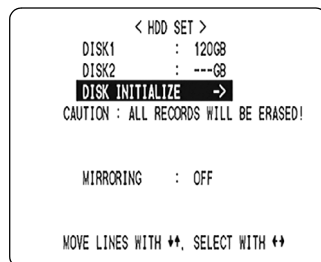 < HDD SET >
DISK1 : 120GB
DISK2 : ---GB
DISK INITIALIZE ->
CAUTION : ALL RECORDS WILL BE ERASED!
MIRRORING : OFF
MOVE LINES WITH ↓↑, SELECT WITH ←→